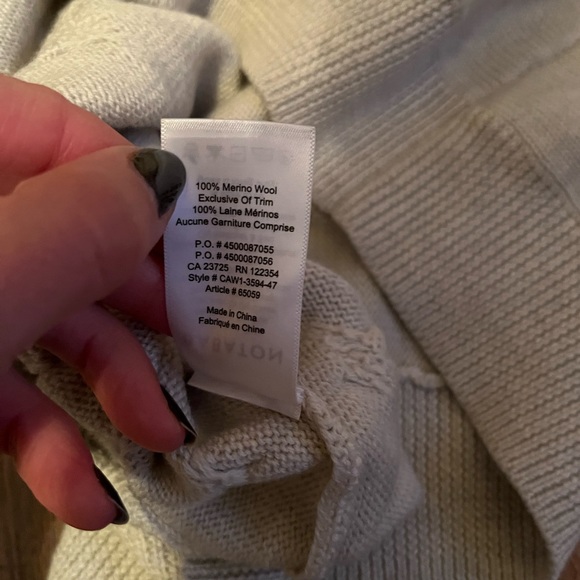 100% Merino Wool
Exclusive Of Trim
100% Laine Mérinos
Aucune Garniture Comprise
P.O. # 4500087055
P.O. # 4500087056
CA 23725 RN 122354
Style # CAW1-3594-47
Article # 65059
Made in China
Fabriqué en Chine